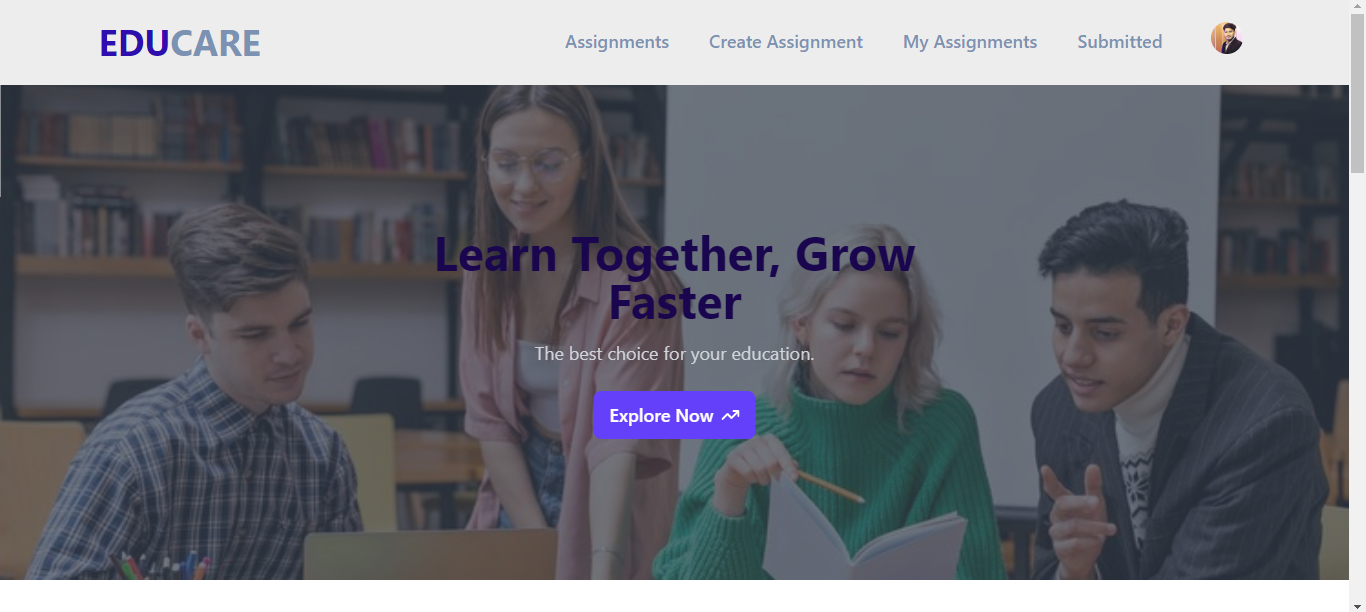 EDUCARE
Assignments
Create Assignment
My Assignments
Submitted
Learn Together, Grow
Faster
The best choice for your education.
Explore Now